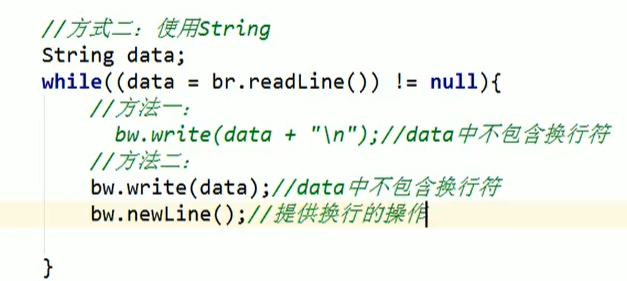 //方式二：使用String
String data;
while((data = br.readLine()) != null){
//方法一：
bw.write(data + "\n");//data中不包含换行符
//方法二：
bw.write(data);//data中不包含换行符
bw.newLine();//提供换行的操作
}